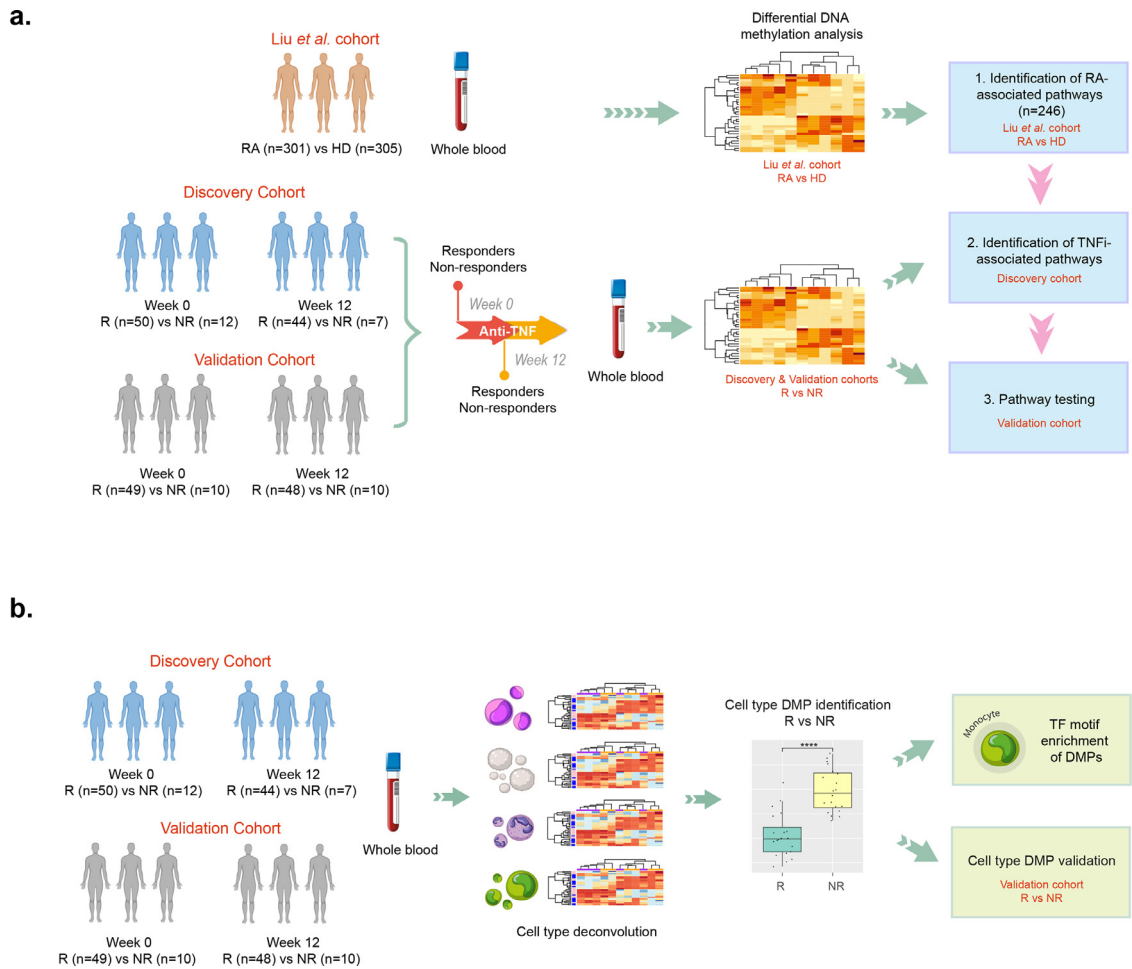 a.
Liu et al. cohort
RA (n=301) vs HD (n=305)
Whole blood
Differential DNA
methylation analysis
Liu et al. cohort
RA vs HD
1. Identification of RA-
associated pathways
(n=246)
Liu et al. cohort
RA vs HD
Discovery Cohort
Week 0
R (n=50) vs NR (n=12)
Week 12
R (n=44) vs NR (n=7)
Validation Cohort
Week 0
R (n=49) vs NR (n=10)
Week 12
R (n=48) vs NR (n=10)
Responders
Non-responders
Week 0
Anti-TNF
Week 12
Responders
Non-responders
Whole blood
Discovery & Validation cohorts
R vs NR
2. Identification of TNFi-
associated pathways
Discovery cohort
3. Pathway testing
Validation cohort
b.
Discovery Cohort
Week 0
R (n=50) vs NR (n=12)
Week 12
R (n=44) vs NR (n=7)
Validation Cohort
Week 0
R (n=49) vs NR (n=10)
Week 12
R (n=48) vs NR (n=10)
Whole blood
Cell type deconvolution
Cell type DMP identification
R vs NR
****
R
NR
Monocyte
TF motif
enrichment
of DMPs
Cell type DMP validation
Validation cohort
R vs NR